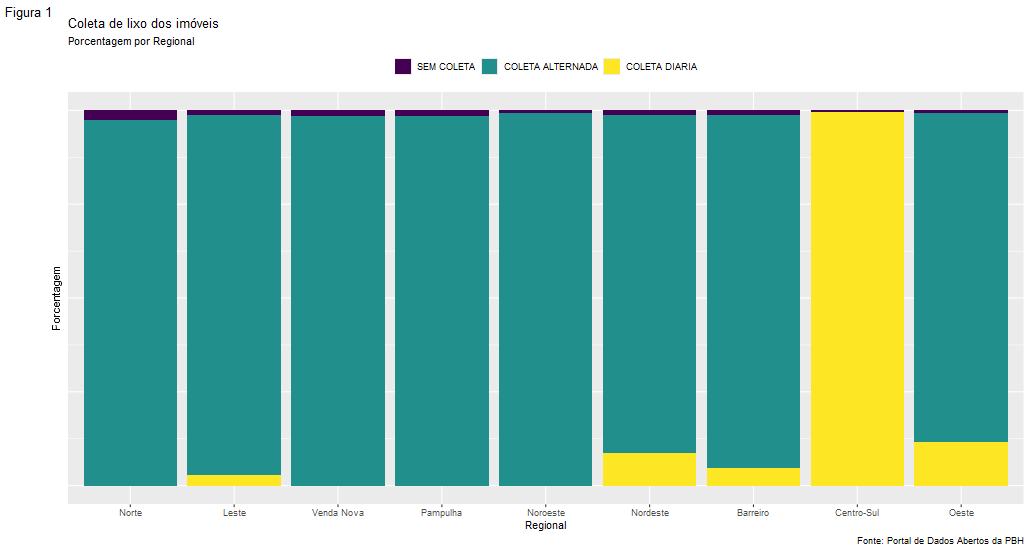 Figura 1
Coleta de lixo dos imóveis
Porcentagem por Regional
SEM COLETA COLETA ALTERNADA COLETA DIARIA
Porcentagem
Norte Leste Venda Nova Pampulha Noroeste Nordeste Barreiro Centro-Sul Oeste
Regional
Fonte: Portal de Dados Abertos da PBH